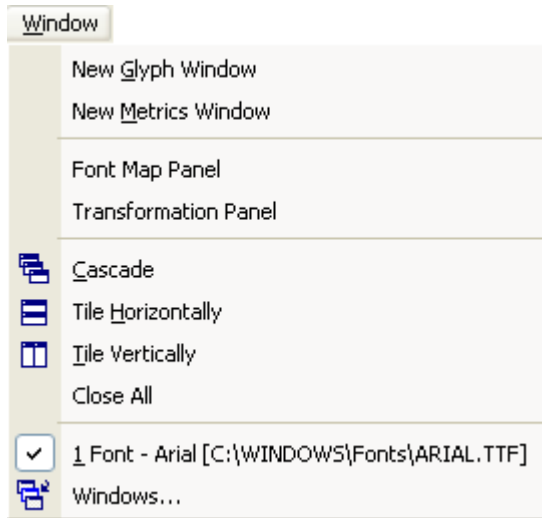 Window
New Glyph Window
New Metrics Window
Font Map Panel
Transformation Panel
Cascade
Tile Horizontally
Tile Vertically
Close All
1 Font - Arial [C:\WINDOWS\Fonts\ARIAL.TTF]
Windows...